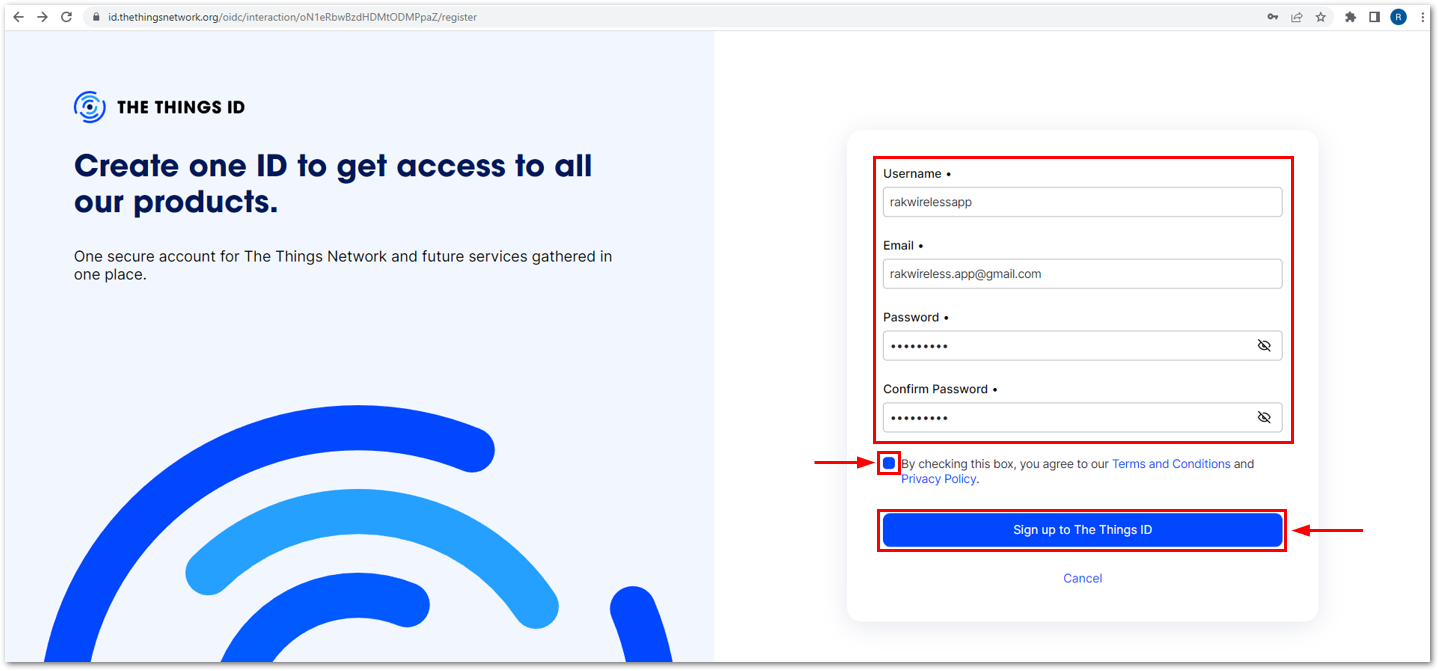 id.thethingsnetwork.org/oidc/interaction/oN1eRbwBzdHDMtODMPpaZ/register
R
THE THINGS ID
Create one ID to get access to all
our products.
One secure account for The Things Network and future services gathered in
one place.
Username •
rakwirelessapp
Email •
rakwireless.app@gmail.com
Password •
•••••••••
Confirm Password •
•••••••••
By checking this box, you agree to our Terms and Conditions and
Privacy Policy.
Sign up to The Things ID
Cancel